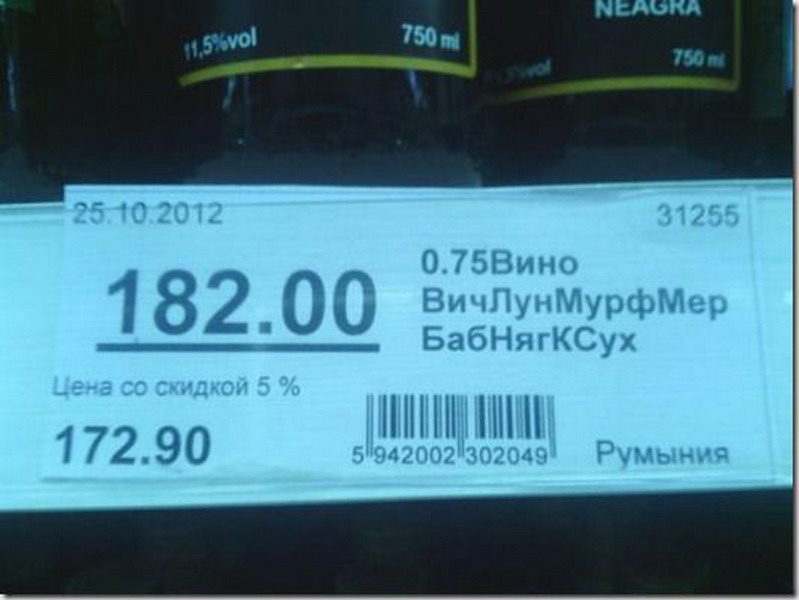 NEAGRA
11,5%vol 750 ml
750 ml
25.10.2012 31255
182.00
0.75Вино
ВичЛунМурфМер
БабНягКСух
Цена со скидкой 5 %
172.90
5 942002 302049
Румыния